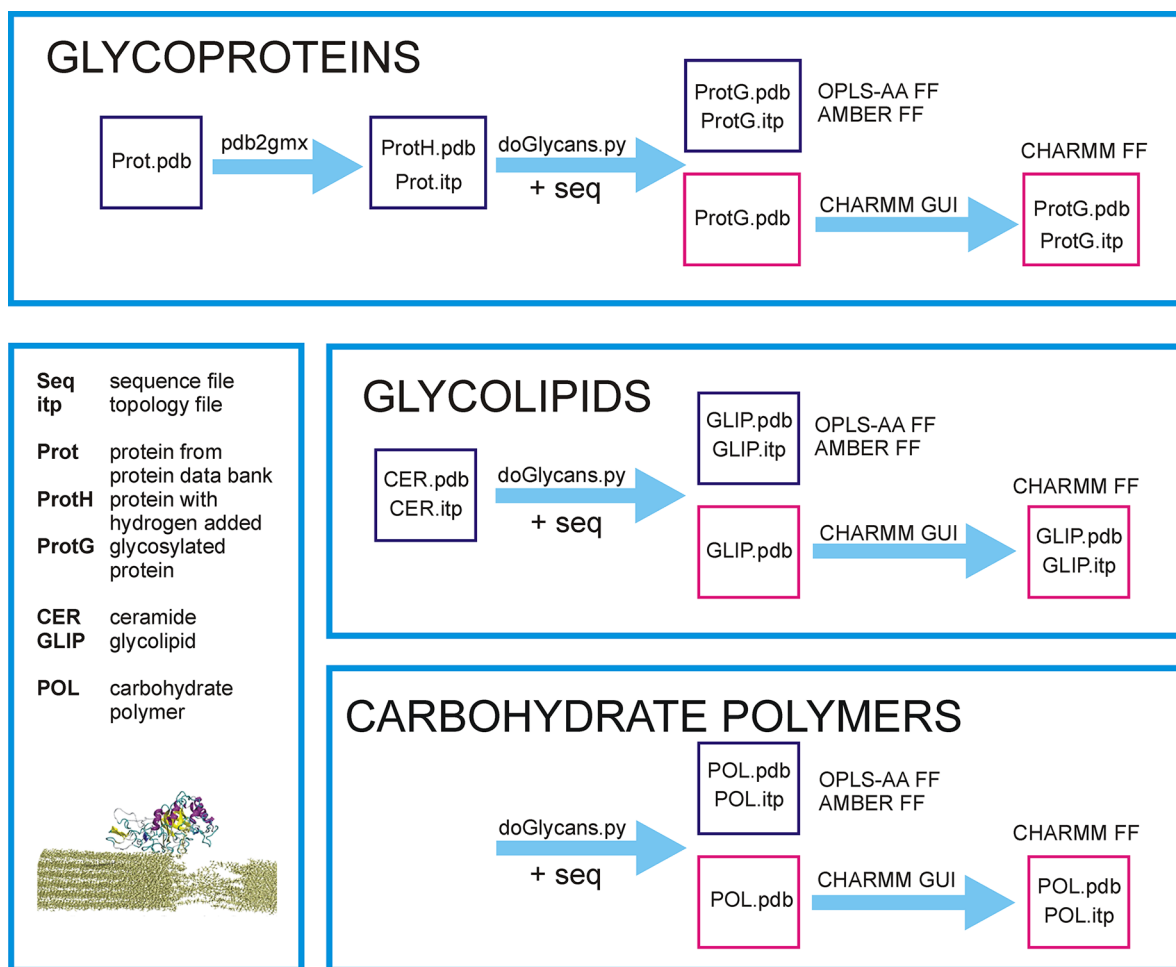 GLYCOPROTEINS
Prot.pdb
pdb2gmx
ProtH.pdb
Prot.itp
doGlycans.py
+ seq
ProtG.pdb
ProtG.itp
OPLS-AA FF
AMBER FF
ProtG.pdb
CHARMM GUI
CHARMM FF
ProtG.pdb
ProtG.itp
Seq sequence file
itp topology file
Prot protein from
protein data bank
ProtH protein with
hydrogen added
ProtG glycosylated
protein
CER ceramide
GLIP glycolipid
POL carbohydrate
polymer
GLYCOLIPIDS
CER.pdb
CER.itp
doGlycans.py
+ seq
GLIP.pdb
GLIP.itp
OPLS-AA FF
AMBER FF
GLIP.pdb
CHARMM GUI
CHARMM FF
GLIP.pdb
GLIP.itp
CARBOHYDRATE POLYMERS
doGlycans.py
+ seq
POL.pdb
POL.itp
OPLS-AA FF
AMBER FF
POL.pdb
CHARMM GUI
CHARMM FF
POL.pdb
POL.itp